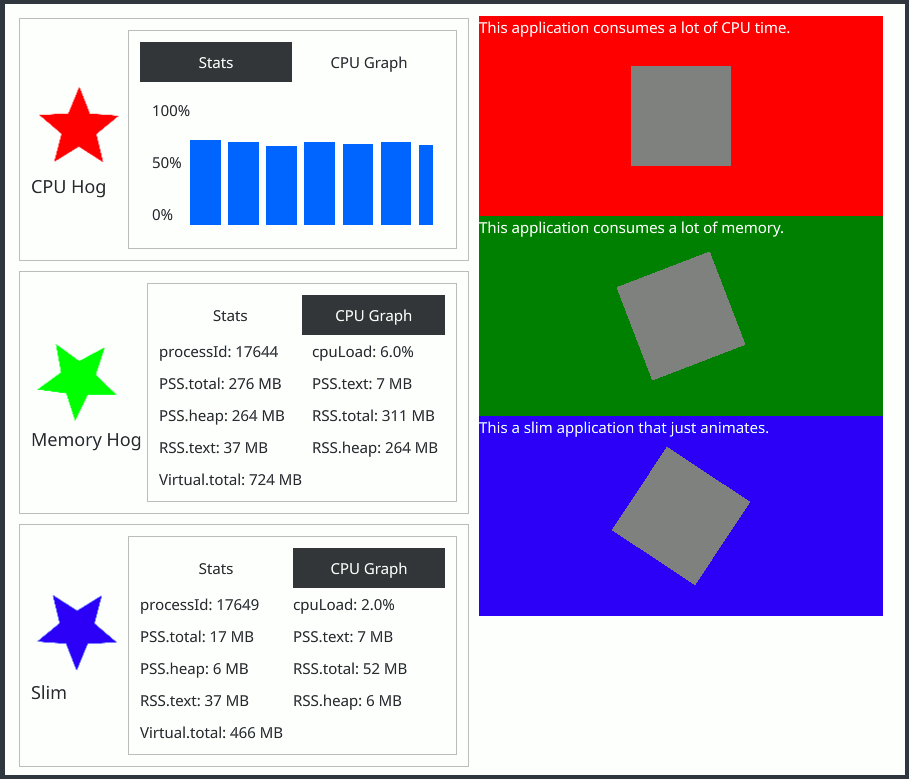 Stats CPU Graph
100%
50%
0%
CPU Hog
Stats CPU Graph
processId: 17644 cpuLoad: 6.0%
PSS.total: 276 MB PSS.text: 7 MB
PSS.heap: 264 MB RSS.total: 311 MB
RSS.text: 37 MB RSS.heap: 264 MB
Virtual.total: 724 MB
Memory Hog
Stats CPU Graph
processId: 17649 cpuLoad: 2.0%
PSS.total: 17 MB PSS.text: 7 MB
PSS.heap: 6 MB RSS.total: 52 MB
RSS.text: 37 MB RSS.heap: 6 MB
Virtual.total: 466 MB
Slim
This application consumes a lot of CPU time.
This application consumes a lot of memory.
This a slim application that just animates.